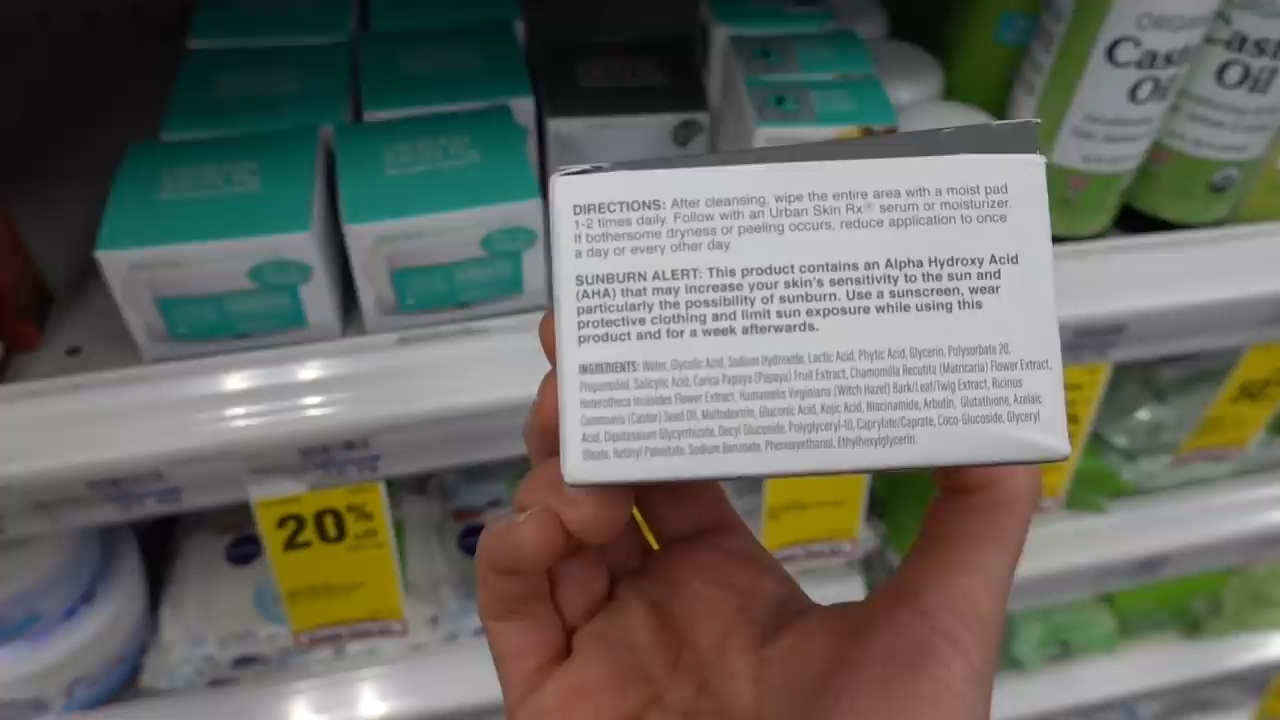 ORGANIC
Castor
Oil
Castor
Oil
DIRECTIONS: After cleansing, wipe the entire area with a moist pad
1-2 times daily. Follow with an Urban Skin Rx® serum or moisturizer.
If bothersome dryness or peeling occurs, reduce application to once
a day or every other day
SUNBURN ALERT: This product contains an Alpha Hydroxy Acid
(AHA) that may increase your skin's sensitivity to the sun and
particularly the possibility of sunburn. Use a sunscreen, wear
protective clothing and limit sun exposure while using this
product and for a week afterwards.
INGREDIENTS: Water, Glycolic Acid, Sodium Hydroxide, Lactic Acid, Phytic Acid, Glycerin, Polysorbate 20,
Propanediol, Salicylic Acid, Carica Papaya (Papaya) Fruit Extract, Chamomilla Recutita (Matricaria) Flower Extract,
Heterotheca Inuloides Flower Extract, Hamamelis Virginiana (Witch Hazel) Bark/Leaf/Twig Extract, Ricinus
Communis (Castor) Seed Oil, Maltodextrin, Gluconic Acid, Kojic Acid, Niacinamide, Arbutin, Glutathione, Azelaic
Acid, Dipotassium Glycyrrhizate, Decyl Glucoside, Polyglyceryl-10, Caprylate/Caprate, Coco-Glucoside, Glyceryl
Oleate, Retinyl Palmitate, Sodium Benzoate, Phenoxyethanol, Ethylhexylglycerin.
20%